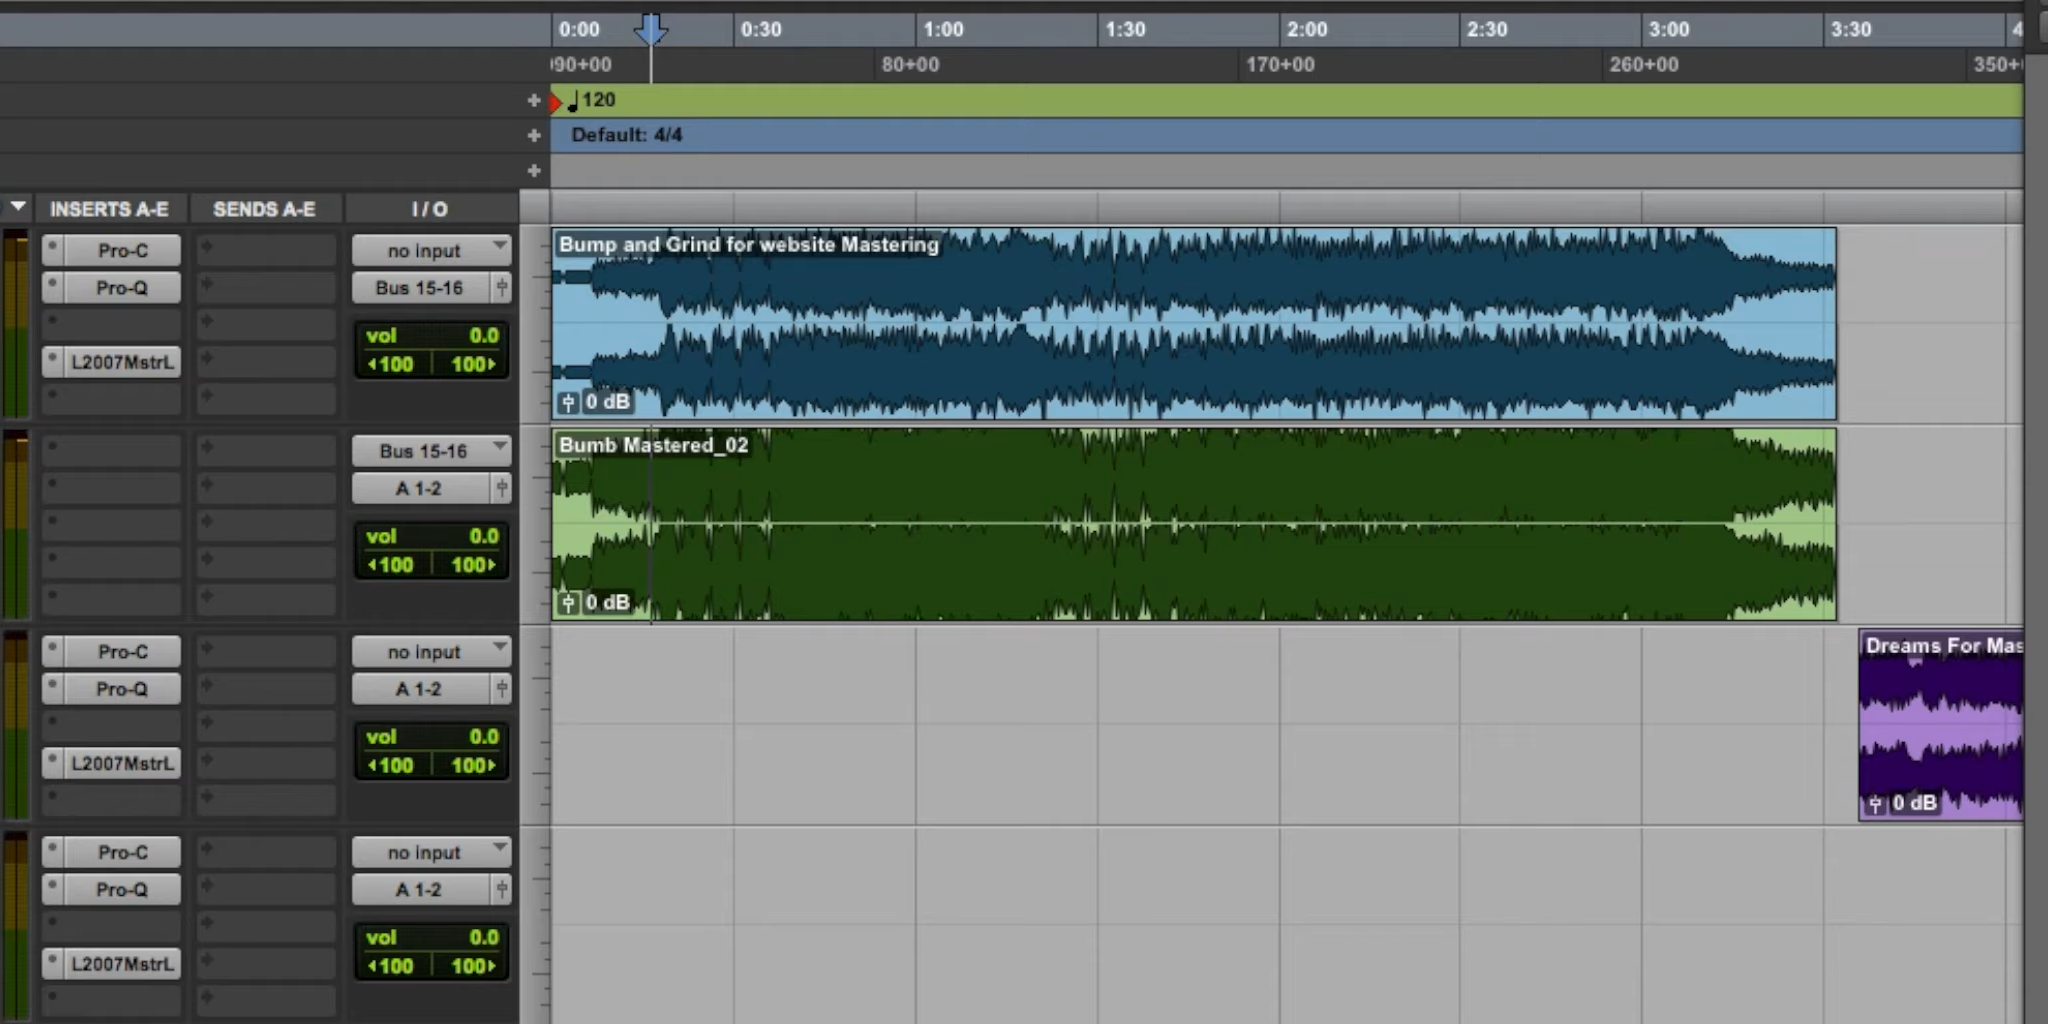 0:00 0:30 1:00 1:30 2:00 2:30 3:00 3:30 4
90+00 80+00 170+00 260+00 350+
+ ♩120
+ Default: 4/4
+
INSERTS A-E SENDS A-E I / O
Pro-C no input Bump and Grind for website Mastering
Pro-Q Bus 15-16
vol 0.0
L2007MstrL 100 100
0 dB
Bus 15-16 Bumb Mastered_02
A 1-2
vol 0.0
100 100
0 dB
Pro-C no input Dreams For Mas
Pro-Q A 1-2
vol 0.0
L2007MstrL 100 100
0 dB
Pro-C no input
Pro-Q A 1-2
vol 0.0
L2007MstrL 100 100